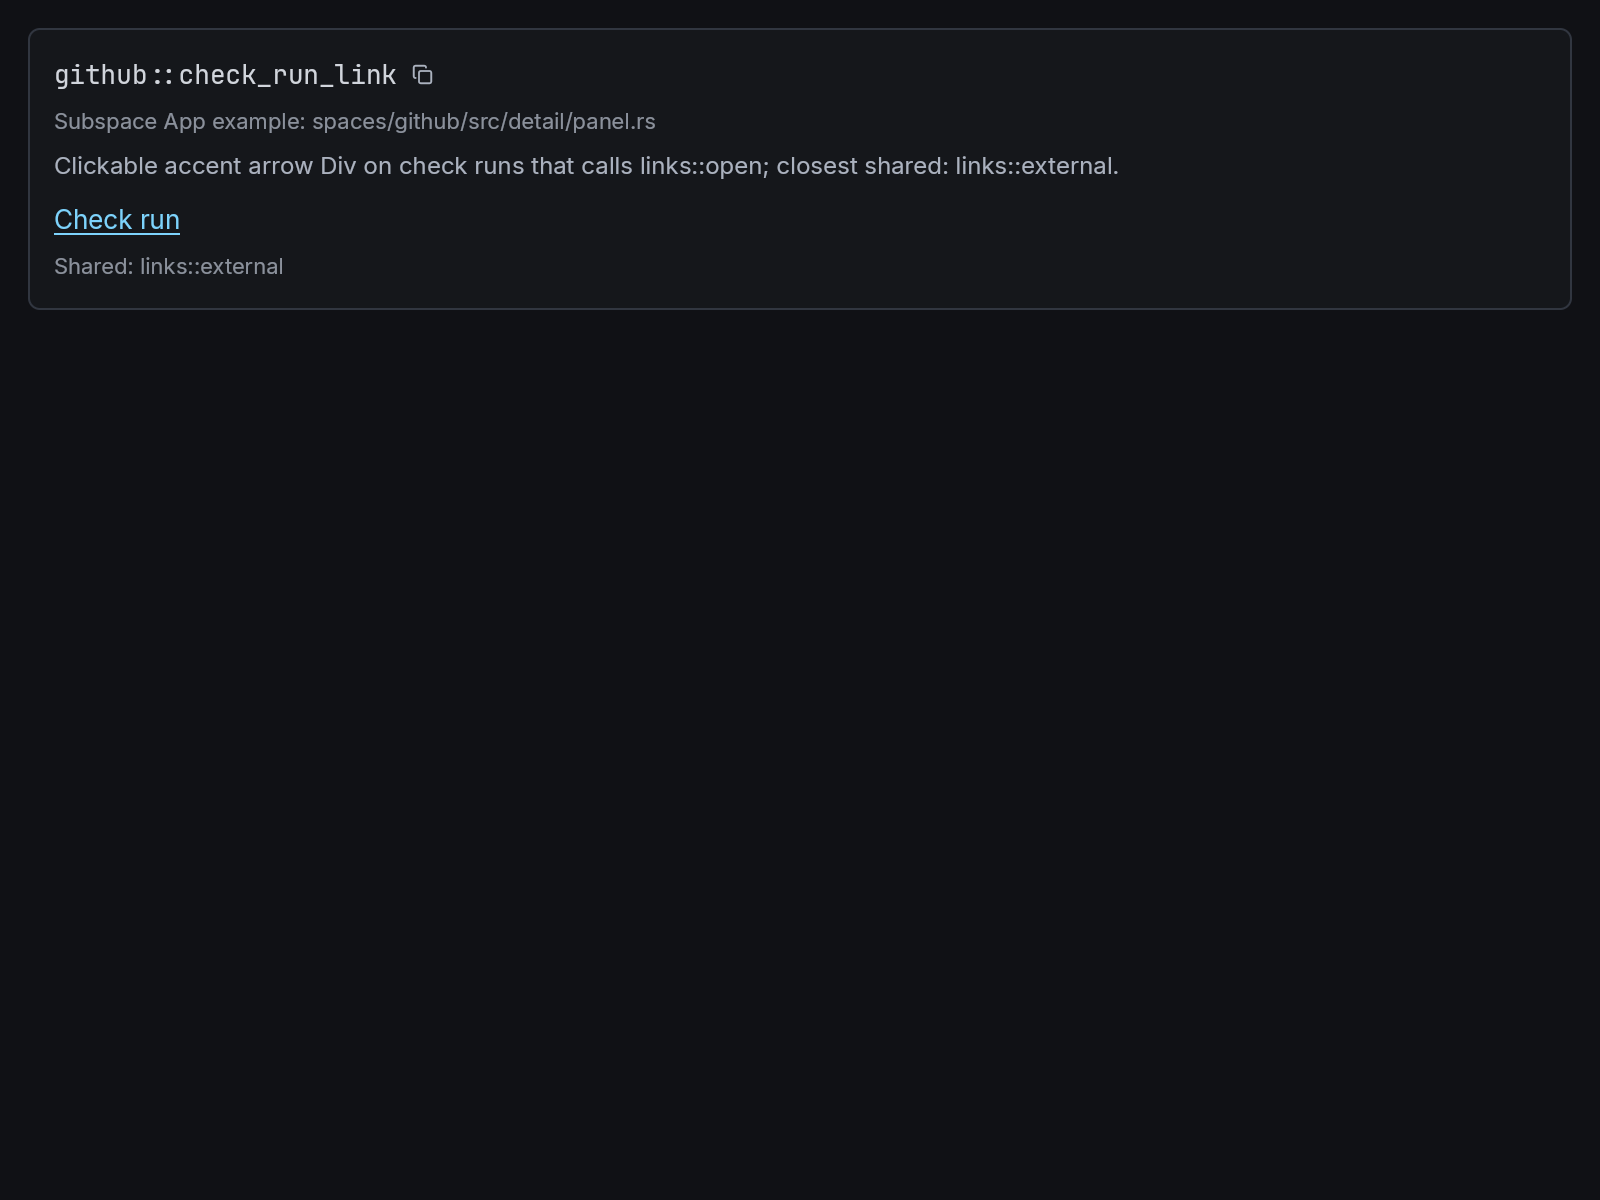 github::check_run_link
Subspace App example: spaces/github/src/detail/panel.rs
Clickable accent arrow Div on check runs that calls links::open; closest shared: links::external.
Check run
Shared: links::external